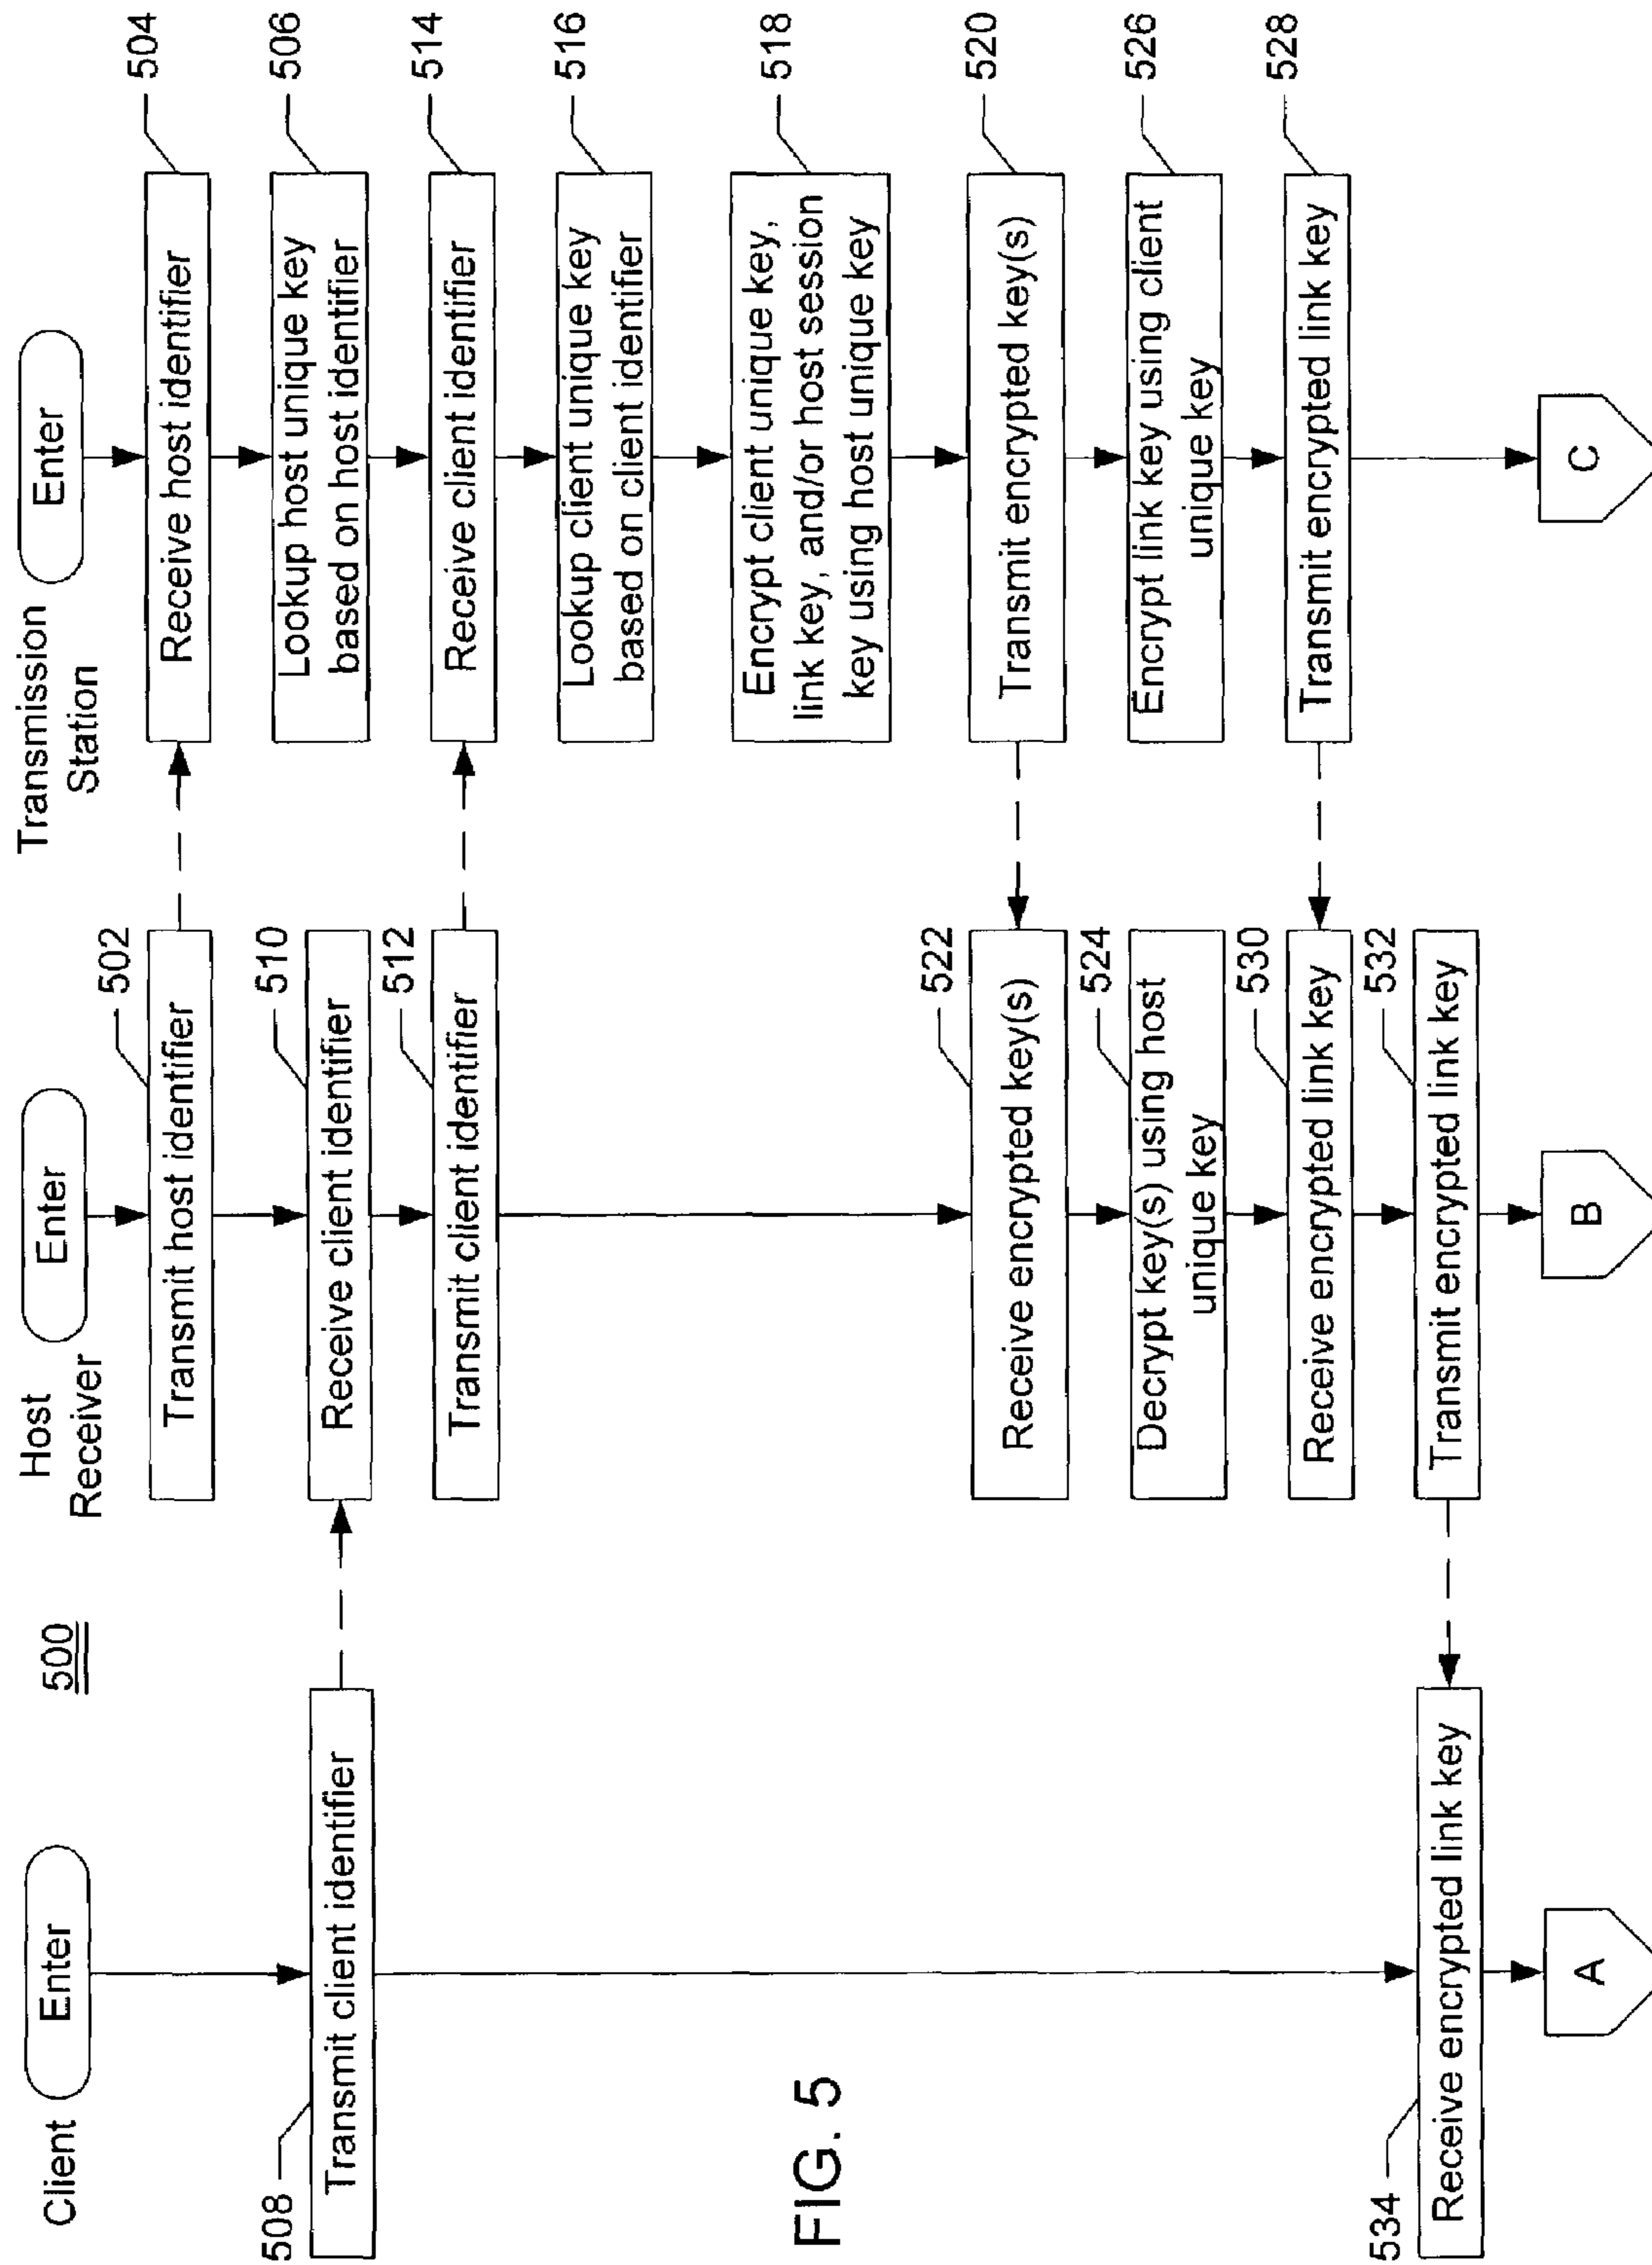 500
Client
Enter
508
Transmit client identifier
534
Receive encrypted link key
A
Host
Receiver
Enter
502
Transmit host identifier
510
Receive client identifier
512
Transmit client identifier
522
Receive encrypted key(s)
524
Decrypt key(s) using host
unique key
530
Receive encrypted link key
532
Transmit encrypted link key
B
Transmission
Station
Enter
504
Receive host identifier
506
Lookup host unique key
based on host identifier
514
Receive client identifier
516
Lookup client unique key
based on client identifier
518
Encrypt client unique key,
link key, and/or host session
key using host unique key
520
Transmit encrypted key(s)
526
Encrypt link key using client
unique key
528
Transmit encrypted link key
C
FIG. 5